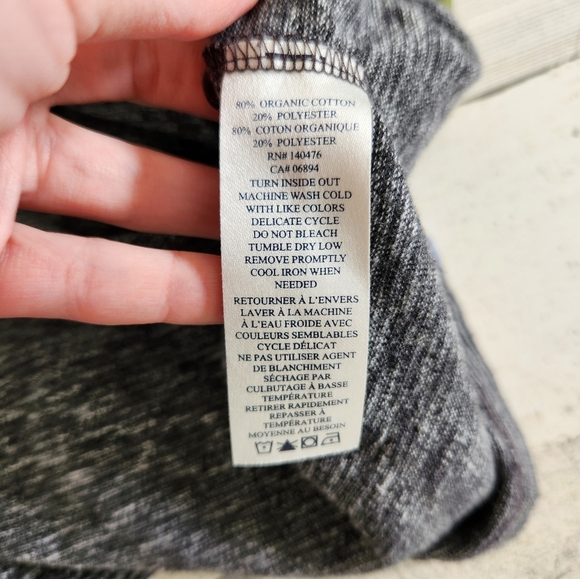 80% ORGANIC COTTON
20% POLYESTER
80% COTON ORGANIQUE
20% POLYESTER
RN# 140476
CA# 06894
TURN INSIDE OUT
MACHINE WASH COLD
WITH LIKE COLORS
DELICATE CYCLE
DO NOT BLEACH
TUMBLE DRY LOW
REMOVE PROMPTLY
COOL IRON WHEN
NEEDED
RETOURNER À L'ENVERS
LAVER À LA MACHINE
À L'EAU FROIDE AVEC
COULEURS SEMBLABLES
CYCLE DÉLICAT
NE PAS UTILISER AGENT
DE BLANCHIMENT
SÉCHAGE PAR
CULBUTAGE À BASSE
TEMPÉRATURE
RETIRER RAPIDEMENT
REPASSER À
TEMPÉRATURE
MOYENNE AU BESOIN